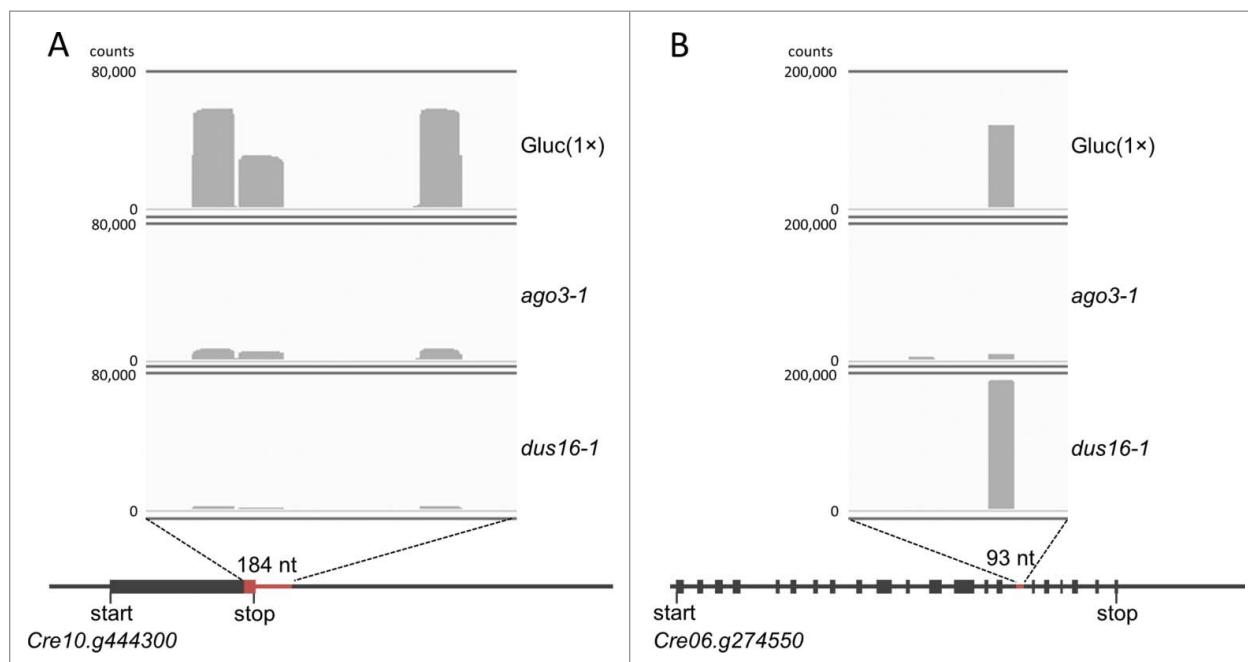 A
counts
80,000
Gluc(1×)
0
80,000
ago3-1
0
80,000
dus16-1
0
184 nt
start
stop
Cre10.g444300
B
counts
200,000
Gluc(1×)
0
200,000
ago3-1
0
200,000
dus16-1
0
93 nt
start
stop
Cre06.g274550